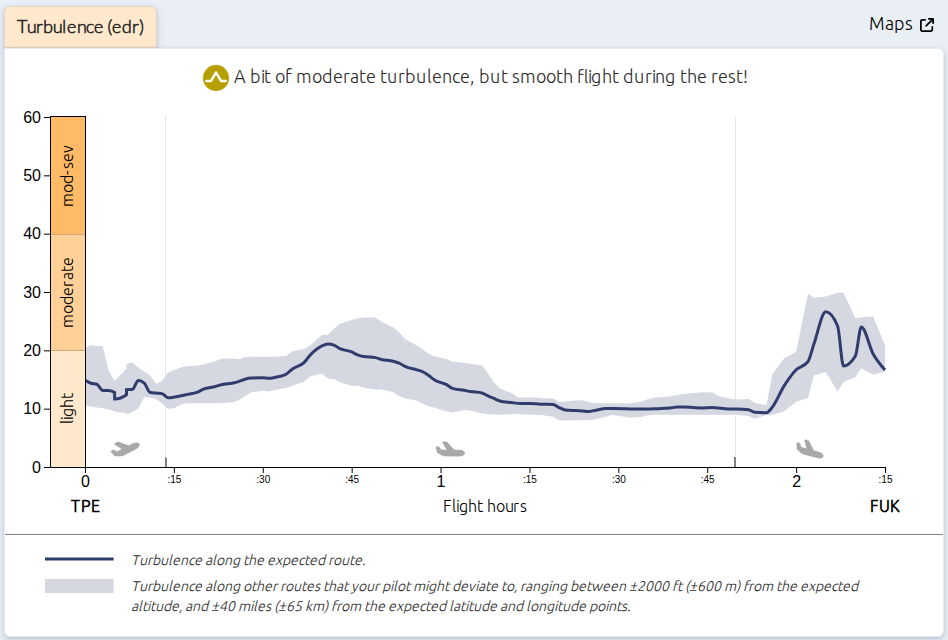 Turbulence (edr)
Maps
A bit of moderate turbulence, but smooth flight during the rest!
60
50
40
30
20
10
0
mod-sev
moderate
light
0 :15 :30 :45 1 :15 :30 :45 2 :15
TPE Flight hours FUK
Turbulence along the expected route.
Turbulence along other routes that your pilot might deviate to, ranging between ±2000 ft (±600 m) from the expected
altitude, and ±40 miles (±65 km) from the expected latitude and longitude points.